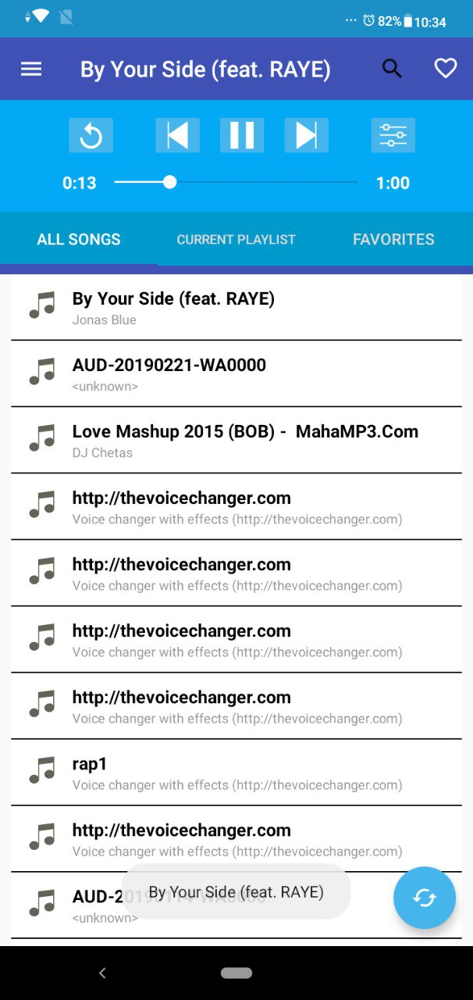 82% 10:34
By Your Side (feat. RAYE)
0:13 1:00
ALL SONGS CURRENT PLAYLIST FAVORITES
By Your Side (feat. RAYE)
Jonas Blue
AUD-20190221-WA0000
<unknown>
Love Mashup 2015 (BOB) -  MahaMP3.Com
DJ Chetas
http://thevoicechanger.com
Voice changer with effects (http://thevoicechanger.com)
http://thevoicechanger.com
Voice changer with effects (http://thevoicechanger.com)
http://thevoicechanger.com
Voice changer with effects (http://thevoicechanger.com)
http://thevoicechanger.com
Voice changer with effects (http://thevoicechanger.com)
rap1
Voice changer with effects (http://thevoicechanger.com)
http://thevoicechanger.com
Voice changer with effects (http://thevoicechanger.com)
By Your Side (feat. RAYE)
<unknown>